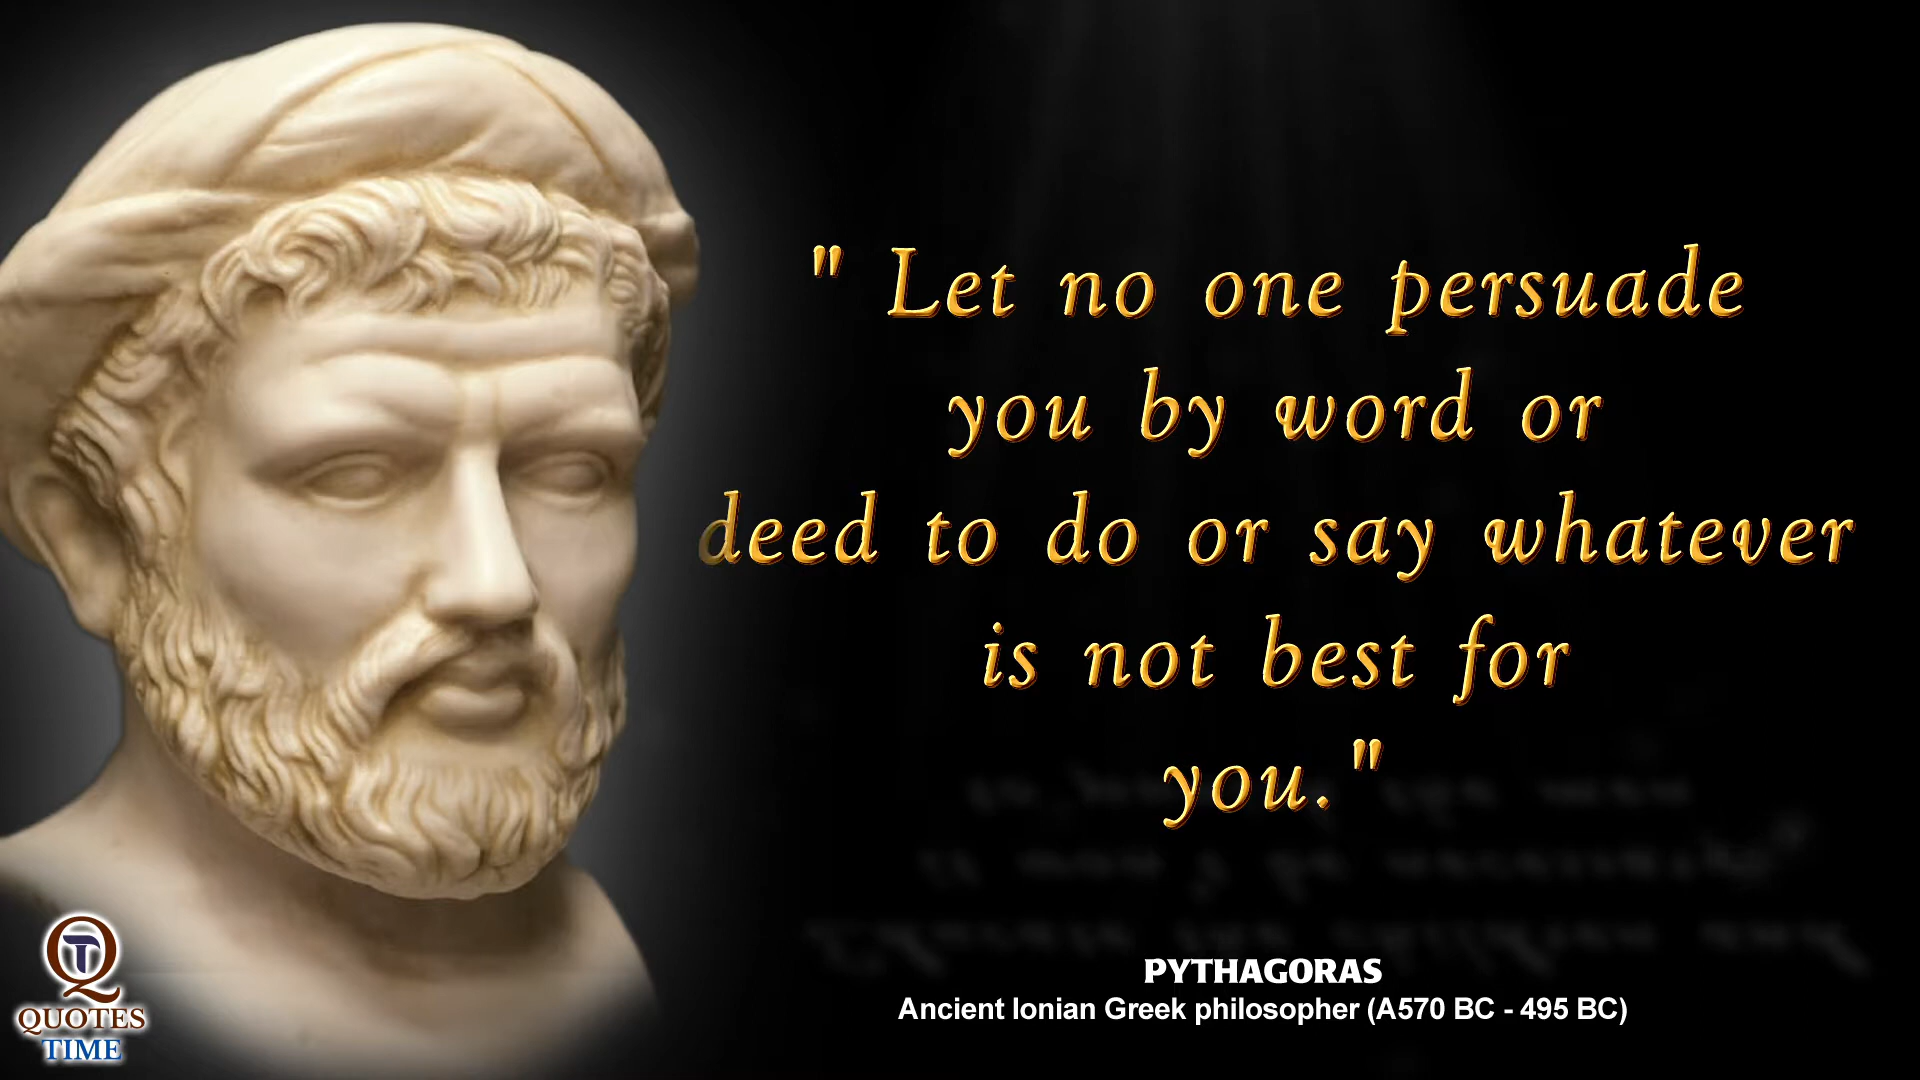 " Let no one persuade
you by word or
deed to do or say whatever
is not best for
you."
PYTHAGORAS
Ancient Ionian Greek philosopher (A570 BC - 495 BC)
QT
QUOTES
TIME